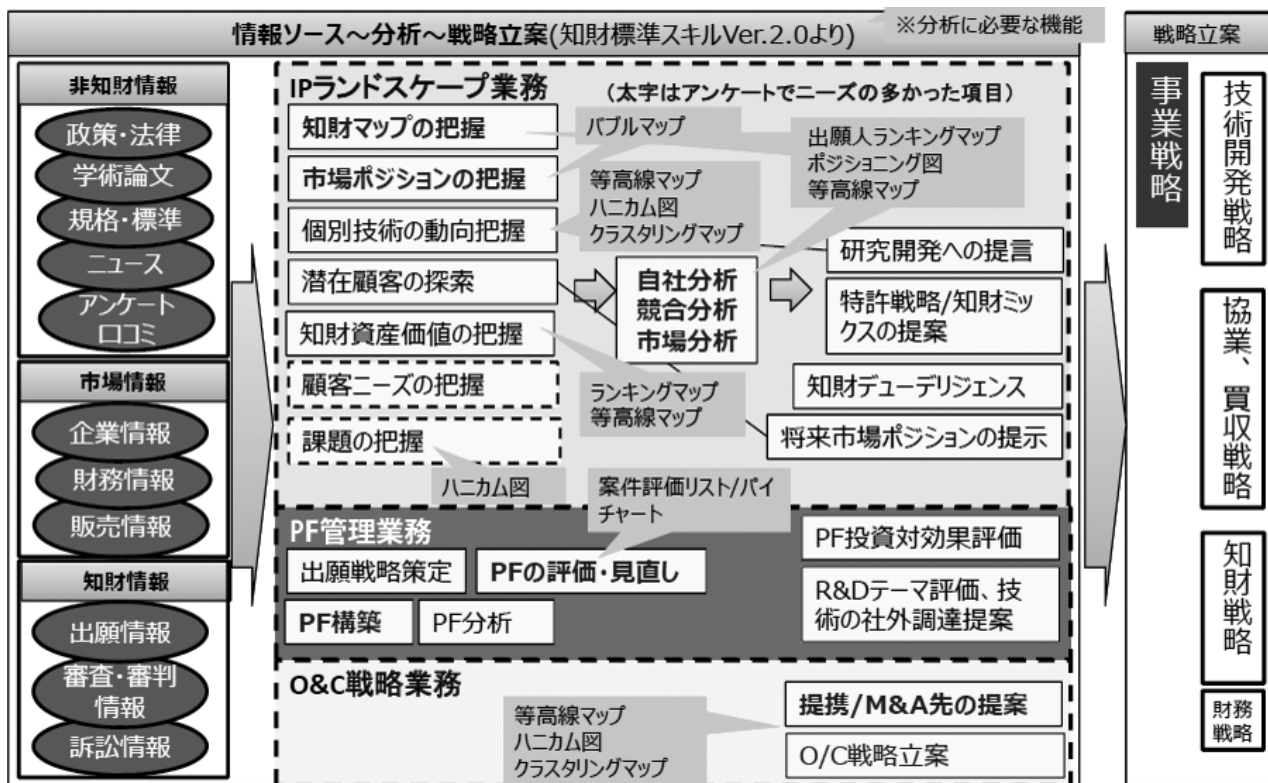 情報ソース～分析～戦略立案(知財標準スキルVer.2.0より)
※分析に必要な機能
戦略立案
非知財情報
政策・法律
学術論文
規格・標準
ニュース
アンケート
口コミ
市場情報
企業情報
財務情報
販売情報
知財情報
出願情報
審査・審判
情報
訴訟情報
IPランドスケープ業務
(太字はアンケートでニーズの多かった項目)
知財マップの把握
市場ポジションの把握
個別技術の動向把握
潜在顧客の探索
知財資産価値の把握
顧客ニーズの把握
課題の把握
バブルマップ
等高線マップ
ハニカム図
クラスタリングマップ
出願人ランキングマップ
ポジショニング図
等高線マップ
自社分析
競合分析
市場分析
ランキングマップ
等高線マップ
ハニカム図
研究開発への提言
特許戦略/知財ミッ
クスの提案
知財デューデリジェンス
将来市場ポジションの提示
PF管理業務
案件評価リスト/パイ
チャート
出願戦略策定
PFの評価・見直し
PF構築
PF分析
PF投資対効果評価
R&Dテーマ評価、技
術の社外調達提案
O&C戦略業務
等高線マップ
ハニカム図
クラスタリングマップ
提携/M&A先の提案
O/C戦略立案
事業戦略
技術開発戦略
協業、買収戦略
知財戦略
財務
戦略